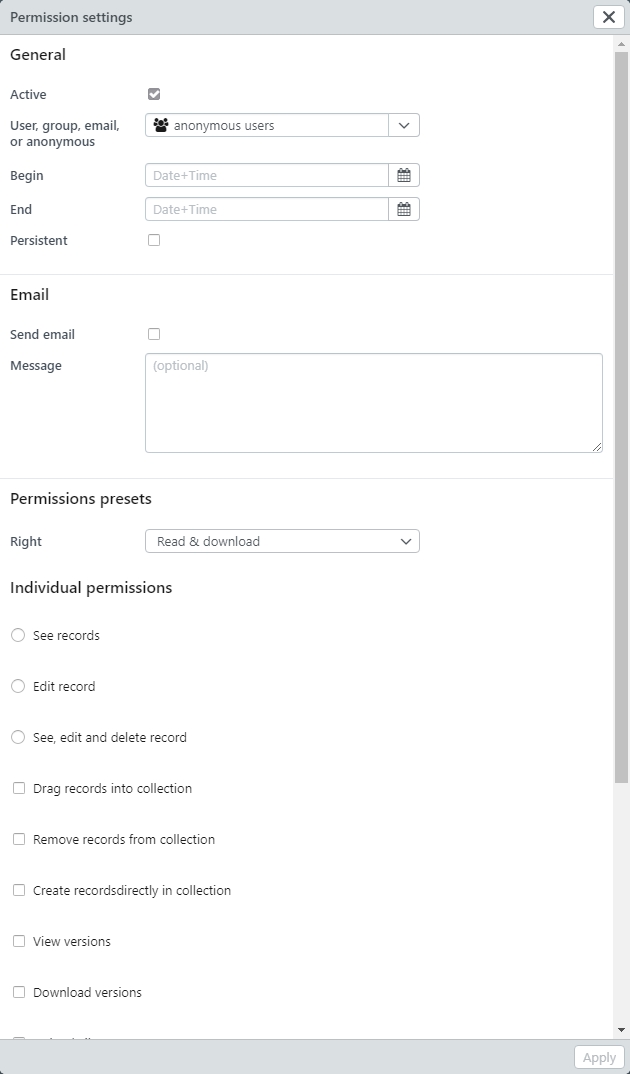 Permission settings
General
Active
User, group, email,
or anonymous
anonymous users
Begin
Date+Time
End
Date+Time
Persistent
Email
Send email
Message
(optional)
Permissions presets
Right
Read & download
Individual permissions
See records
Edit record
See, edit and delete record
Drag records into collection
Remove records from collection
Create recordsdirectly in collection
View versions
Download versions
Apply